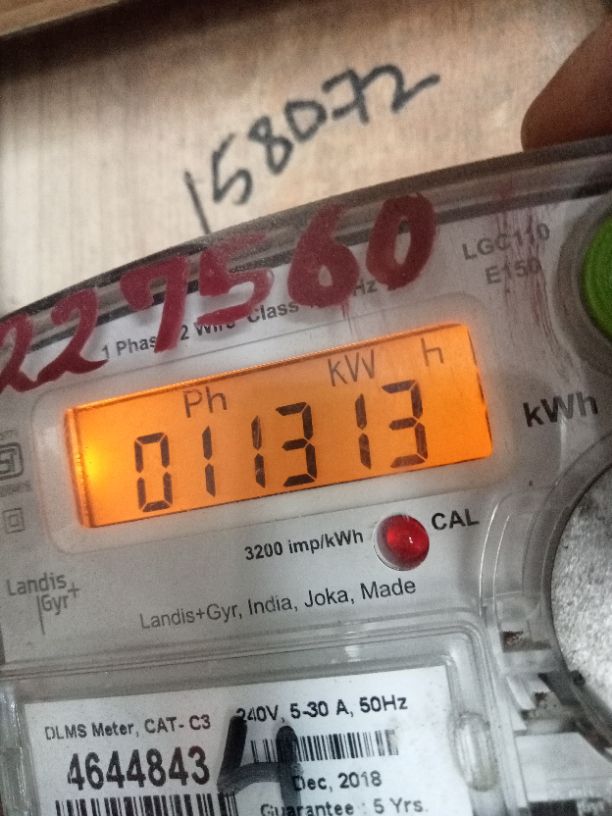 158072
227560
LGC110
E150
1 Phase 2 Wire Class Hz
Ph kW h
011313
kWh
3200 imp/kWh CAL
Landis
Gyr+
Landis+Gyr, India, Joka, Made
DLMS Meter, CAT- C3 240V, 5-30 A, 50Hz
4644843
Dec, 2018
Guarantee : 5 Yrs.